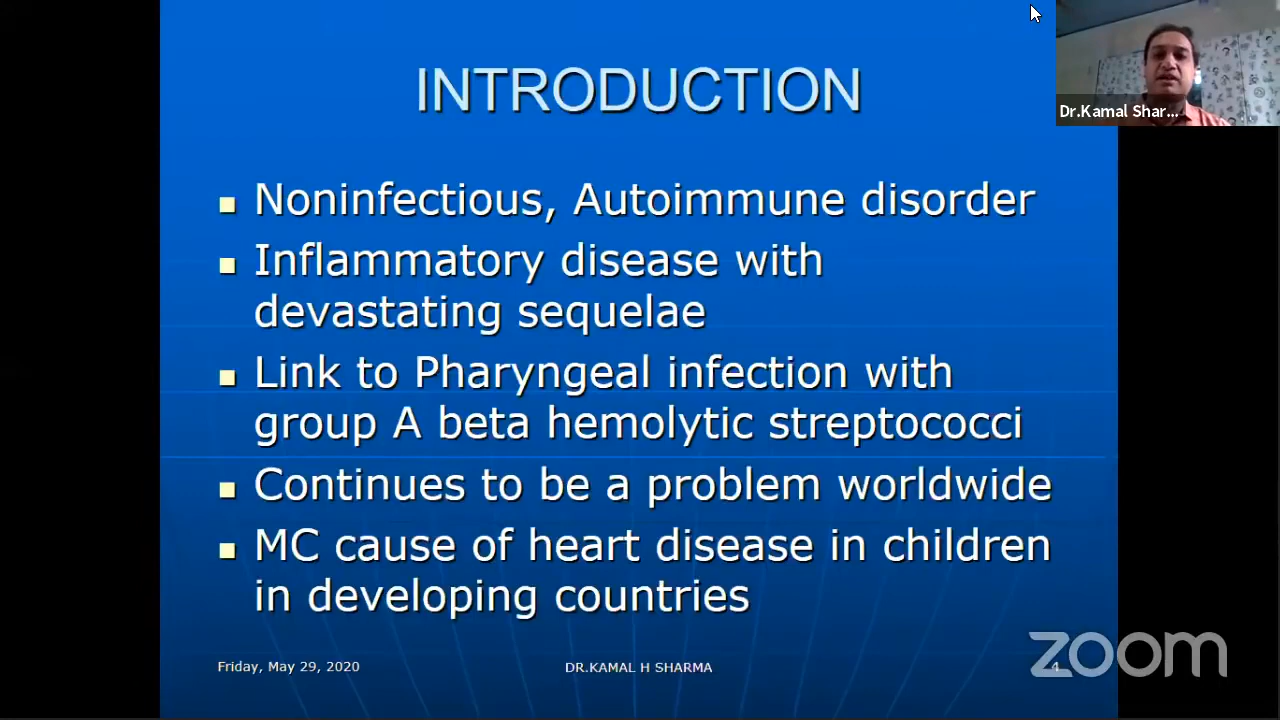 INTRODUCTION
Dr.Kamal Shar...
Noninfectious, Autoimmune disorder
Inflammatory disease with
devastating sequelae
Link to Pharyngeal infection with
group A beta hemolytic streptococci
Continues to be a problem worldwide
MC cause of heart disease in children
in developing countries
Friday, May 29, 2020
DR.KAMAL H SHARMA
4
zoom